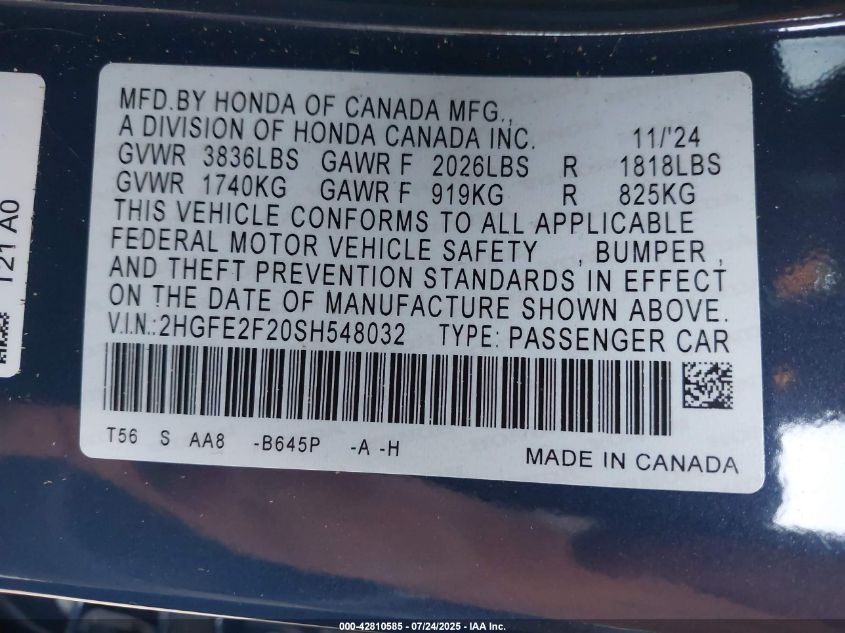 MFD.BY HONDA OF CANADA MFG.,
A DIVISION OF HONDA CANADA INC. 11/'24
GVWR 3836LBS GAWR F 2026LBS R 1818LBS
GVWR 1740KG GAWR F 919KG R 825KG
THIS VEHICLE CONFORMS TO ALL APPLICABLE
FEDERAL MOTOR VEHICLE SAFETY , BUMPER ,
AND THEFT PREVENTION STANDARDS IN EFFECT
ON THE DATE OF MANUFACTURE SHOWN ABOVE.
V.I.N.:2HGFE2F20SH548032 TYPE: PASSENGER CAR
T56 S AA8 -B645P -A -H
MADE IN CANADA
T21 A0
000-42810585 - 07/24/2025 - IAA Inc.